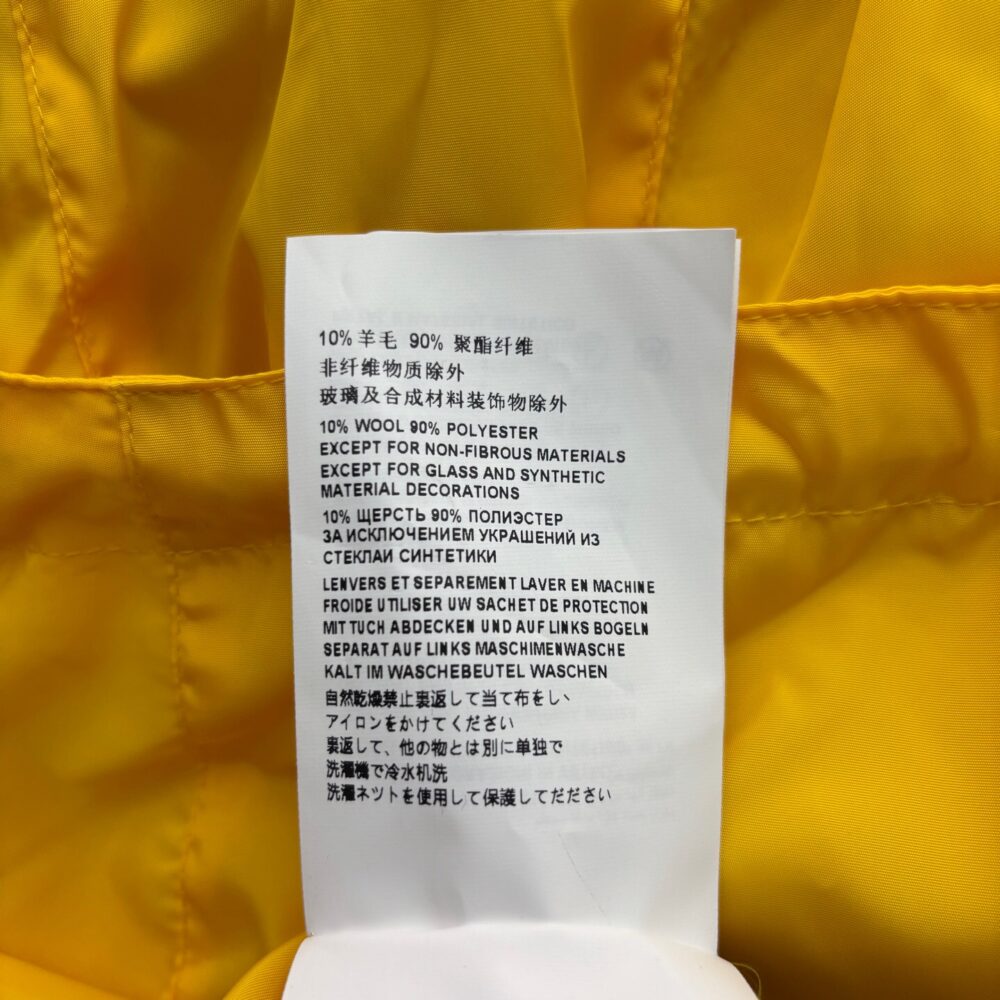 10% 羊毛 90% 聚酯纤维
非纤维物质除外
玻璃及合成材料装饰物除外
10% WOOL 90% POLYESTER
EXCEPT FOR NON-FIBROUS MATERIALS
EXCEPT FOR GLASS AND SYNTHETIC
MATERIAL DECORATIONS
10% ЩЕРСТЬ 90% ПОЛИЭСТЕР
ЗА ИСКЛЮЧЕНИЕМ УКРАШЕНИЙ ИЗ
СТЕКЛАИ СИНТЕТИКИ
LENVERS ET SEPAREMENT LAVER EN MACHINE
FROIDE UTILISER UW SACHET DE PROTECTION
MIT TUCH ABDECKEN UND AUF LINKS BOGELN
SEPARAT AUF LINKS MASCHIMENWASCHE
KALT IM WASCHEBEUTEL WASCHEN
自然乾燥禁止裏返して当て布をし、
アイロンをかけてください
裏返して、他の物とは別に単独で
洗濯機で冷水机洗
洗濯ネツトを使用して保護してだださい